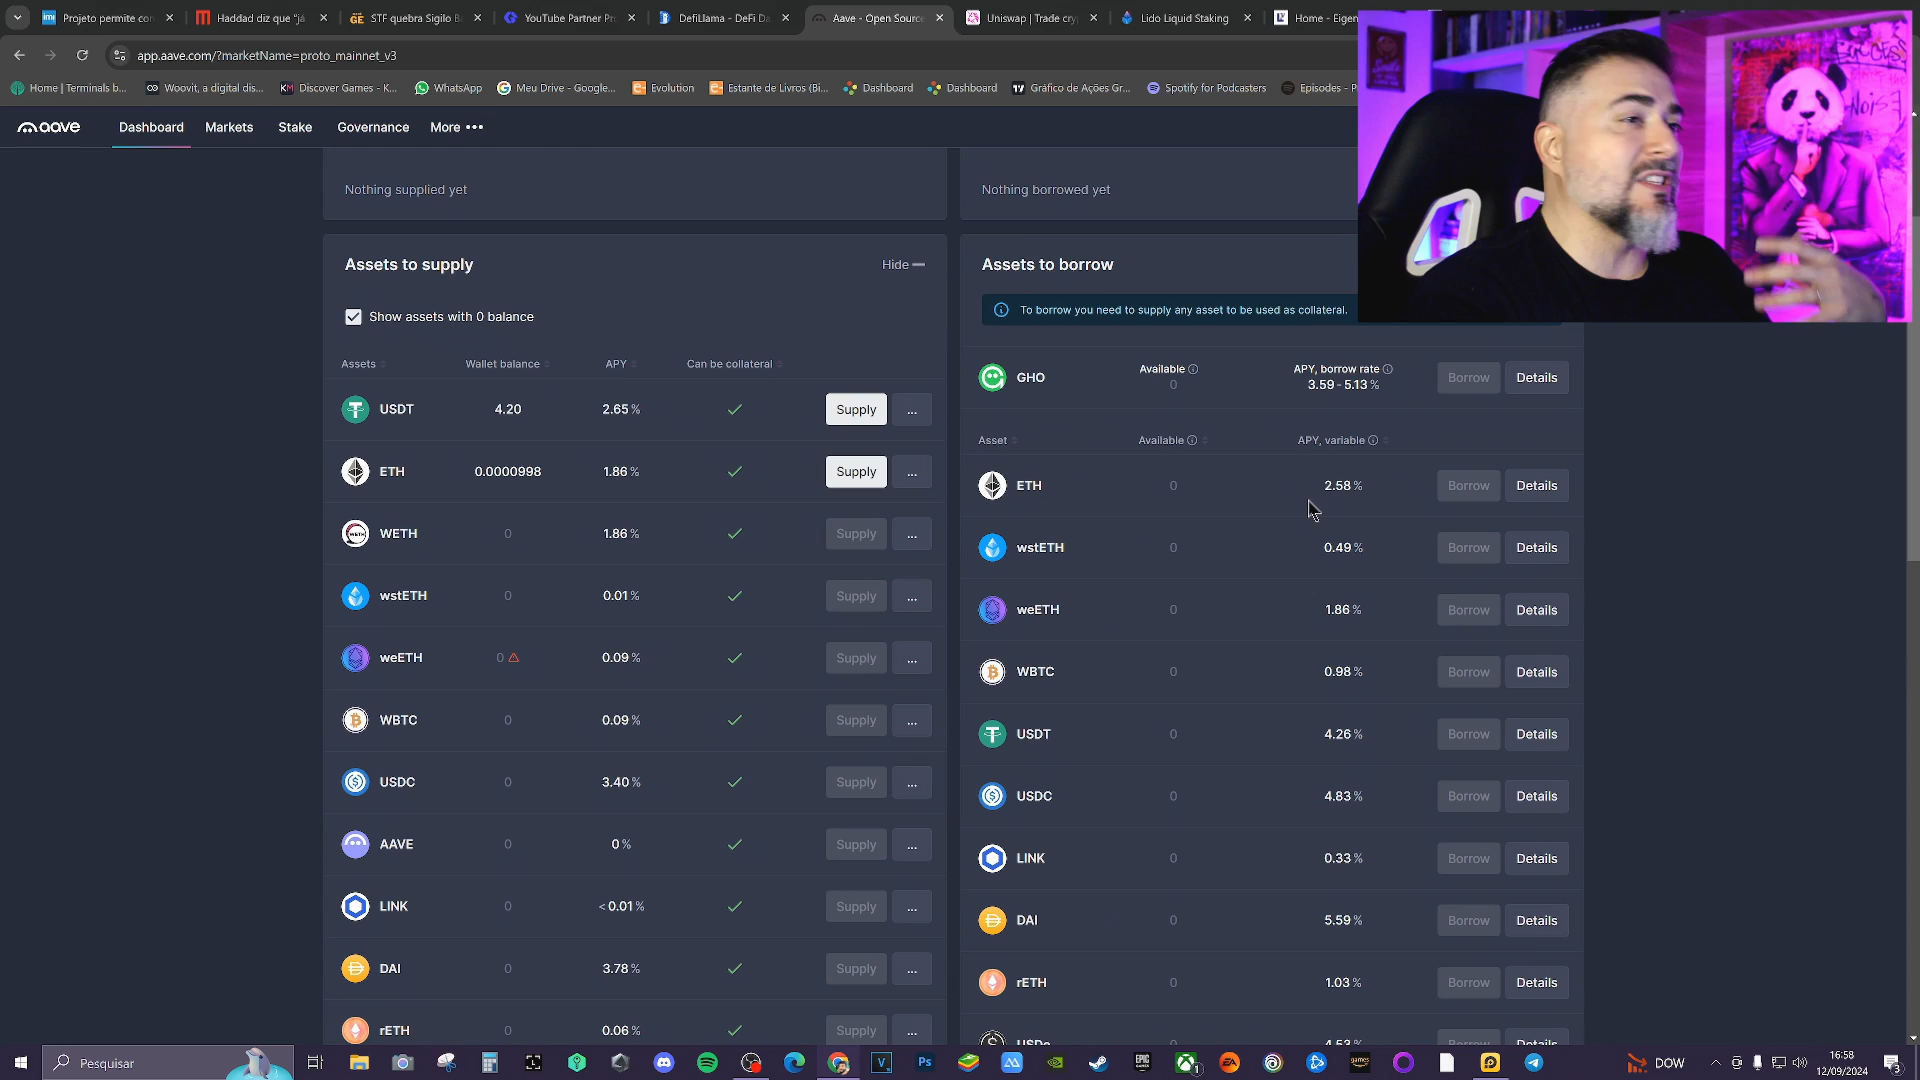 Projeto permite con
Haddad diz que "já
STF quebra Sigilo B
YouTube Partner Pr
DefiLlama - DeFi Da
Aave - Open Source
Uniswap | Trade cry
Lido Liquid Staking
Home - Eigen
app.aave.com/?marketName=proto_mainnet_v3
Home | Terminals b...
Woovit, a digital dis...
Discover Games - K...
WhatsApp
Meu Drive - Google...
Evolution
Estante de Livros (Bi...
Dashboard
Dashboard
Gráfico de Ações Gr...
Spotify for Podcasters
Episodes - P
aave
Dashboard
Markets
Stake
Governance
More
Nothing supplied yet
Nothing borrowed yet
Assets to supply
Hide
Show assets with 0 balance
Assets Wallet balance APY Can be collateral
USDT 4.20 2.65 % Supply ...
ETH 0.0000998 1.86 % Supply ...
WETH 0 1.86 % Supply ...
wstETH 0 0.01 % Supply ...
weETH 0 0.09 % Supply ...
WBTC 0 0.09 % Supply ...
USDC 0 3.40 % Supply ...
AAVE 0 0 % Supply ...
LINK 0 < 0.01 % Supply ...
DAI 0 3.78 % Supply ...
rETH 0 0.06 % Supply ...
Assets to borrow
To borrow you need to supply any asset to be used as collateral.
Available APY, borrow rate
GHO 0 3.59 - 5.13 % Borrow Details
Asset Available APY, variable
ETH 0 2.58 % Borrow Details
wstETH 0 0.49 % Borrow Details
weETH 0 1.86 % Borrow Details
WBTC 0 0.98 % Borrow Details
USDT 0 4.26 % Borrow Details
USDC 0 4.83 % Borrow Details
LINK 0 0.33 % Borrow Details
DAI 0 5.59 % Borrow Details
rETH 0 1.03 % Borrow Details
Pesquisar
DOW
16:58
12/09/2024